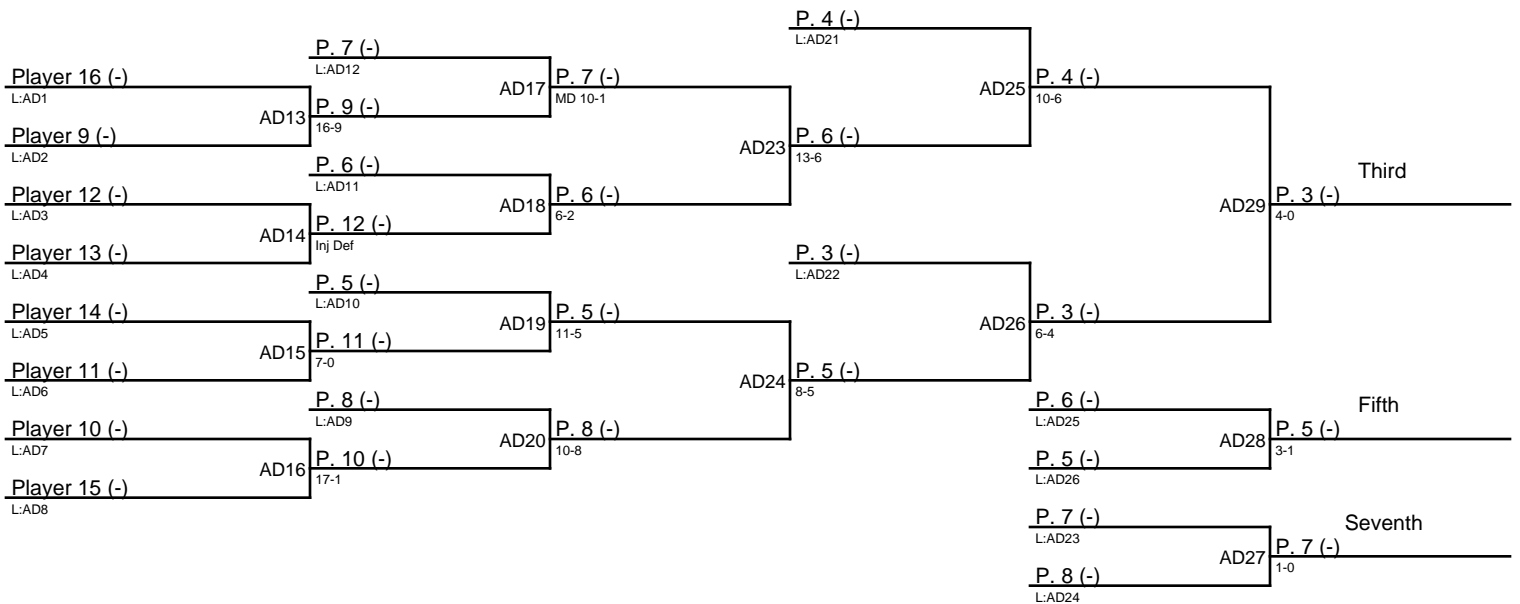 P. 4 (-)
L:AD21
P. 7 (-)
L:AD12
Player 16 (-)
L:AD1
AD17
P. 7 (-)
MD 10-1
AD25
P. 4 (-)
10-6
AD13
P. 9 (-)
16-9
Player 9 (-)
L:AD2
AD23
P. 6 (-)
13-6
P. 6 (-)
L:AD11
Third
Player 12 (-)
L:AD3
AD18
P. 6 (-)
6-2
AD29
P. 3 (-)
4-0
AD14
P. 12 (-)
Inj Def
Player 13 (-)
L:AD4
P. 3 (-)
L:AD22
P. 5 (-)
L:AD10
Player 14 (-)
L:AD5
AD19
P. 5 (-)
11-5
AD26
P. 3 (-)
6-4
AD15
P. 11 (-)
7-0
Player 11 (-)
L:AD6
AD24
P. 5 (-)
8-5
P. 8 (-)
L:AD9
P. 6 (-)
L:AD25
Fifth
Player 10 (-)
L:AD7
AD20
P. 8 (-)
10-8
AD28
P. 5 (-)
3-1
AD16
P. 10 (-)
17-1
P. 5 (-)
L:AD26
Player 15 (-)
L:AD8
P. 7 (-)
L:AD23
Seventh
AD27
P. 7 (-)
1-0
P. 8 (-)
L:AD24